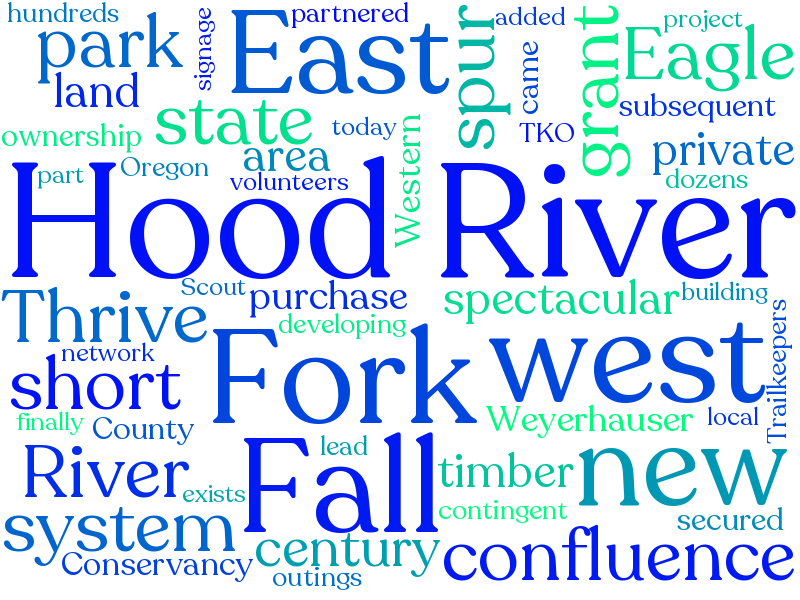 hundreds
partnered
added
project
park
signage
East
spur
came
grant
Eagle
land
subsequent
ownership
state
today
Western
TKO
private
part
Oregon
area
volunteers
dozens
Hood River
Scout
purchase
spectacular
building
Thrive
developing
Trailkeepers
network
short
Fork
west
finally
County
Weyerhauser
local
River
exists
Fall
lead
timber
new
system
contingent
secured
Conservancy
century
confluence
outings